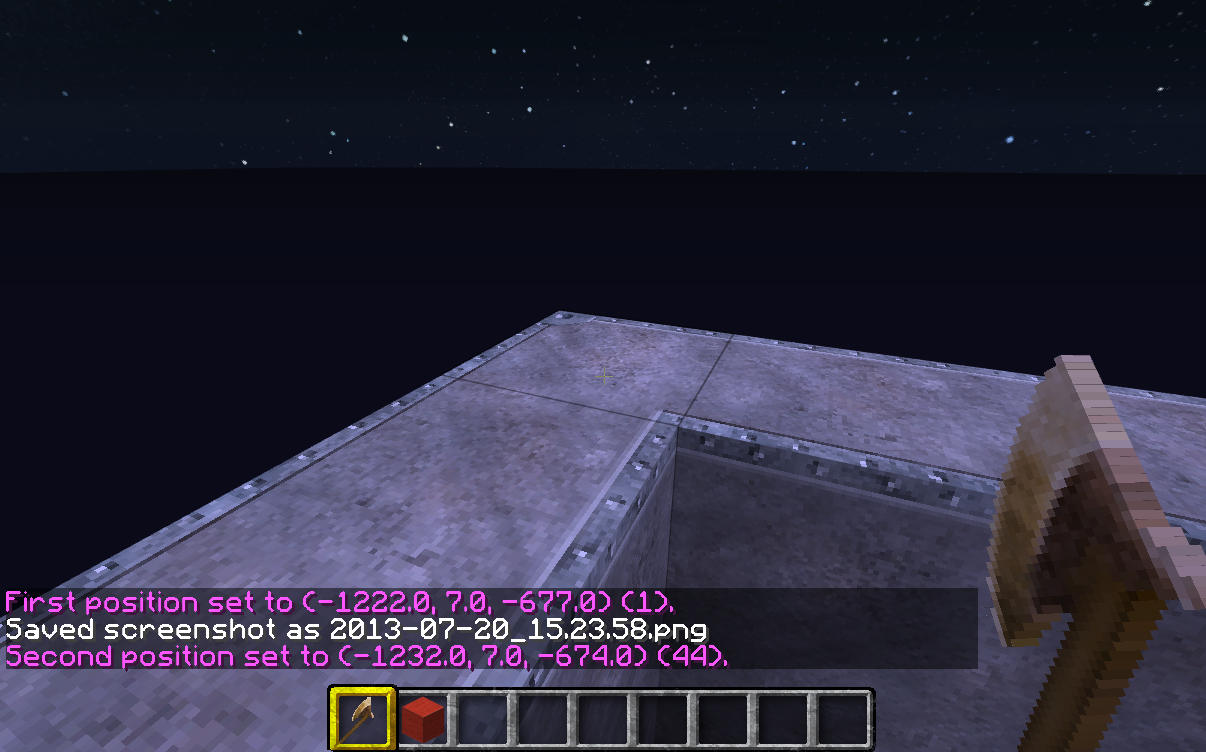 First position set to (-1222.0, 7.0, -677.0) (1).
Saved screenshot as 2013-07-20_15.23.58.png
Second position set to (-1232.0, 7.0, -674.0) (44).